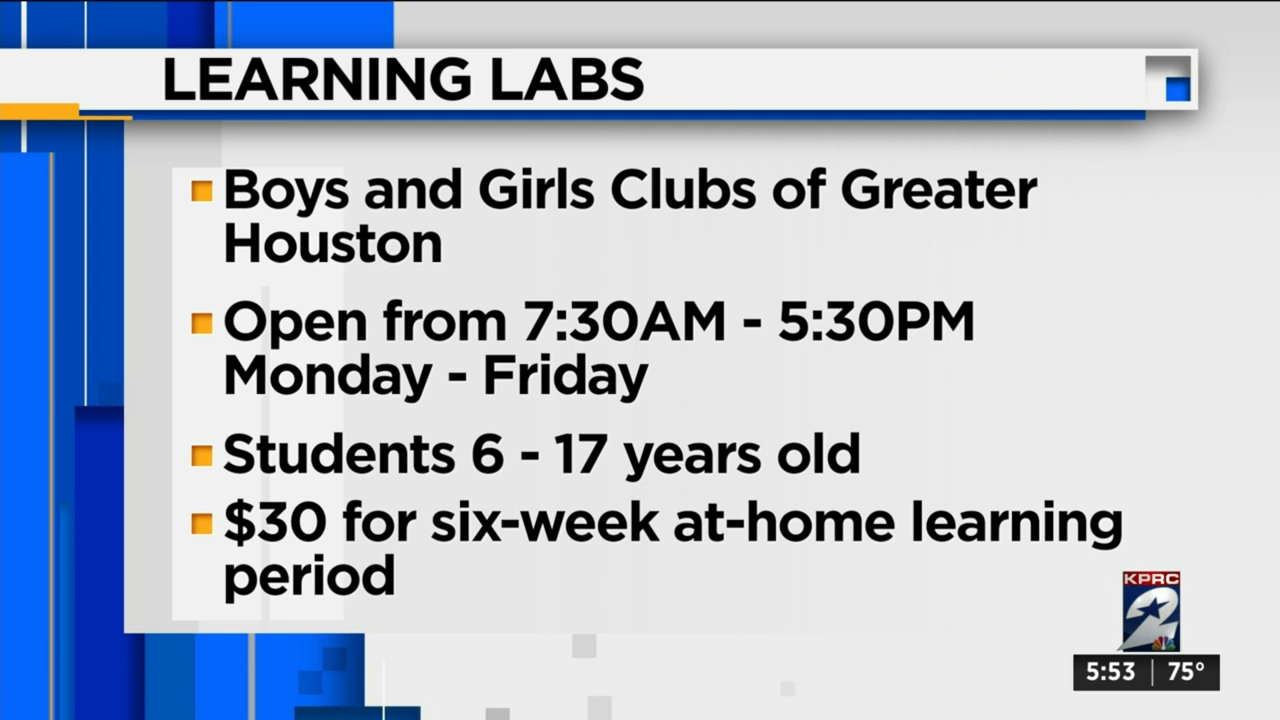 LEARNING LABS
Boys and Girls Clubs of Greater
Houston
Open from 7:30AM - 5:30PM
Monday - Friday
Students 6 - 17 years old
$30 for six-week at-home learning
period
KPRC
2
5:53 | 75°